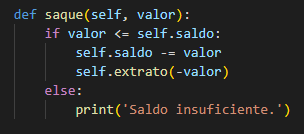 def saque(self, valor):
    if valor <= self.saldo:
        self.saldo -= valor
        self.extrato(-valor)
    else:
        print('Saldo insuficiente.')